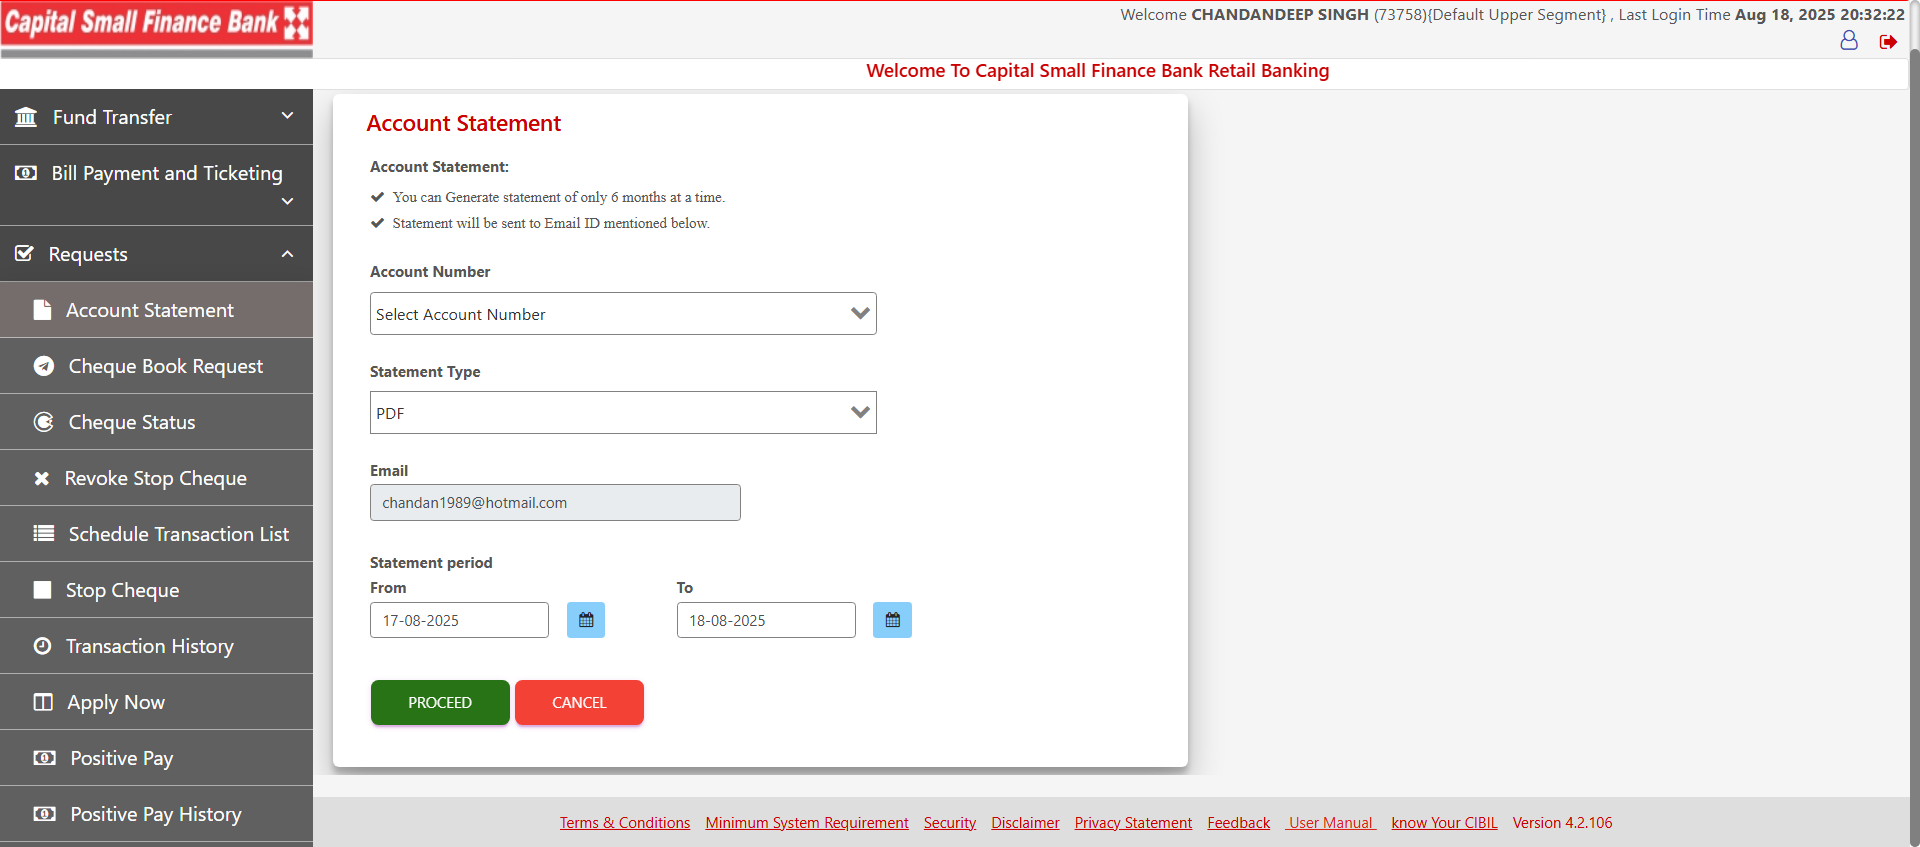 Capital Small Finance Bank
Welcome CHANDANDEEP SINGH (73758){Default Upper Segment} , Last Login Time Aug 18, 2025 20:32:22
Welcome To Capital Small Finance Bank Retail Banking
Fund Transfer
Bill Payment and Ticketing
Requests
Account Statement
Cheque Book Request
Cheque Status
Revoke Stop Cheque
Schedule Transaction List
Stop Cheque
Transaction History
Apply Now
Positive Pay
Positive Pay History
Account Statement
Account Statement:
You can Generate statement of only 6 months at a time.
Statement will be sent to Email ID mentioned below.
Account Number
Select Account Number
Statement Type
PDF
Email
chandan1989@hotmail.com
Statement period
From To
17-08-2025 18-08-2025
PROCEED CANCEL
Terms & Conditions Minimum System Requirement Security Disclaimer Privacy Statement Feedback User Manual know Your CIBIL Version 4.2.106